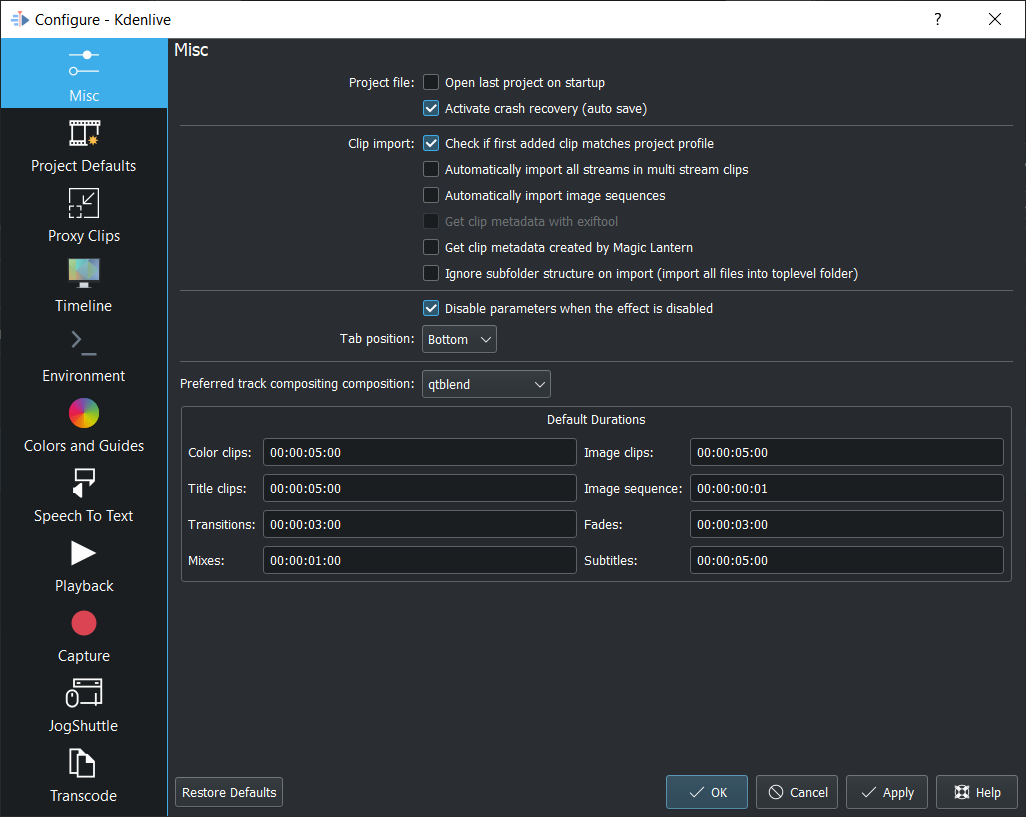 Configure - Kdenlive
?
Misc
Project Defaults
Proxy Clips
Timeline
Environment
Colors and Guides
Speech To Text
Playback
Capture
JogShuttle
Transcode
Misc
Project file: Open last project on startup
Activate crash recovery (auto save)
Clip import: Check if first added clip matches project profile
Automatically import all streams in multi stream clips
Automatically import image sequences
Get clip metadata with exiftool
Get clip metadata created by Magic Lantern
Ignore subfolder structure on import (import all files into toplevel folder)
Disable parameters when the effect is disabled
Tab position: Bottom
Preferred track compositing composition: qtblend
Default Durations
Color clips: 00:00:05:00 Image clips: 00:00:05:00
Title clips: 00:00:05:00 Image sequence: 00:00:00:01
Transitions: 00:00:03:00 Fades: 00:00:03:00
Mixes: 00:00:01:00 Subtitles: 00:00:05:00
Restore Defaults OK Cancel Apply Help